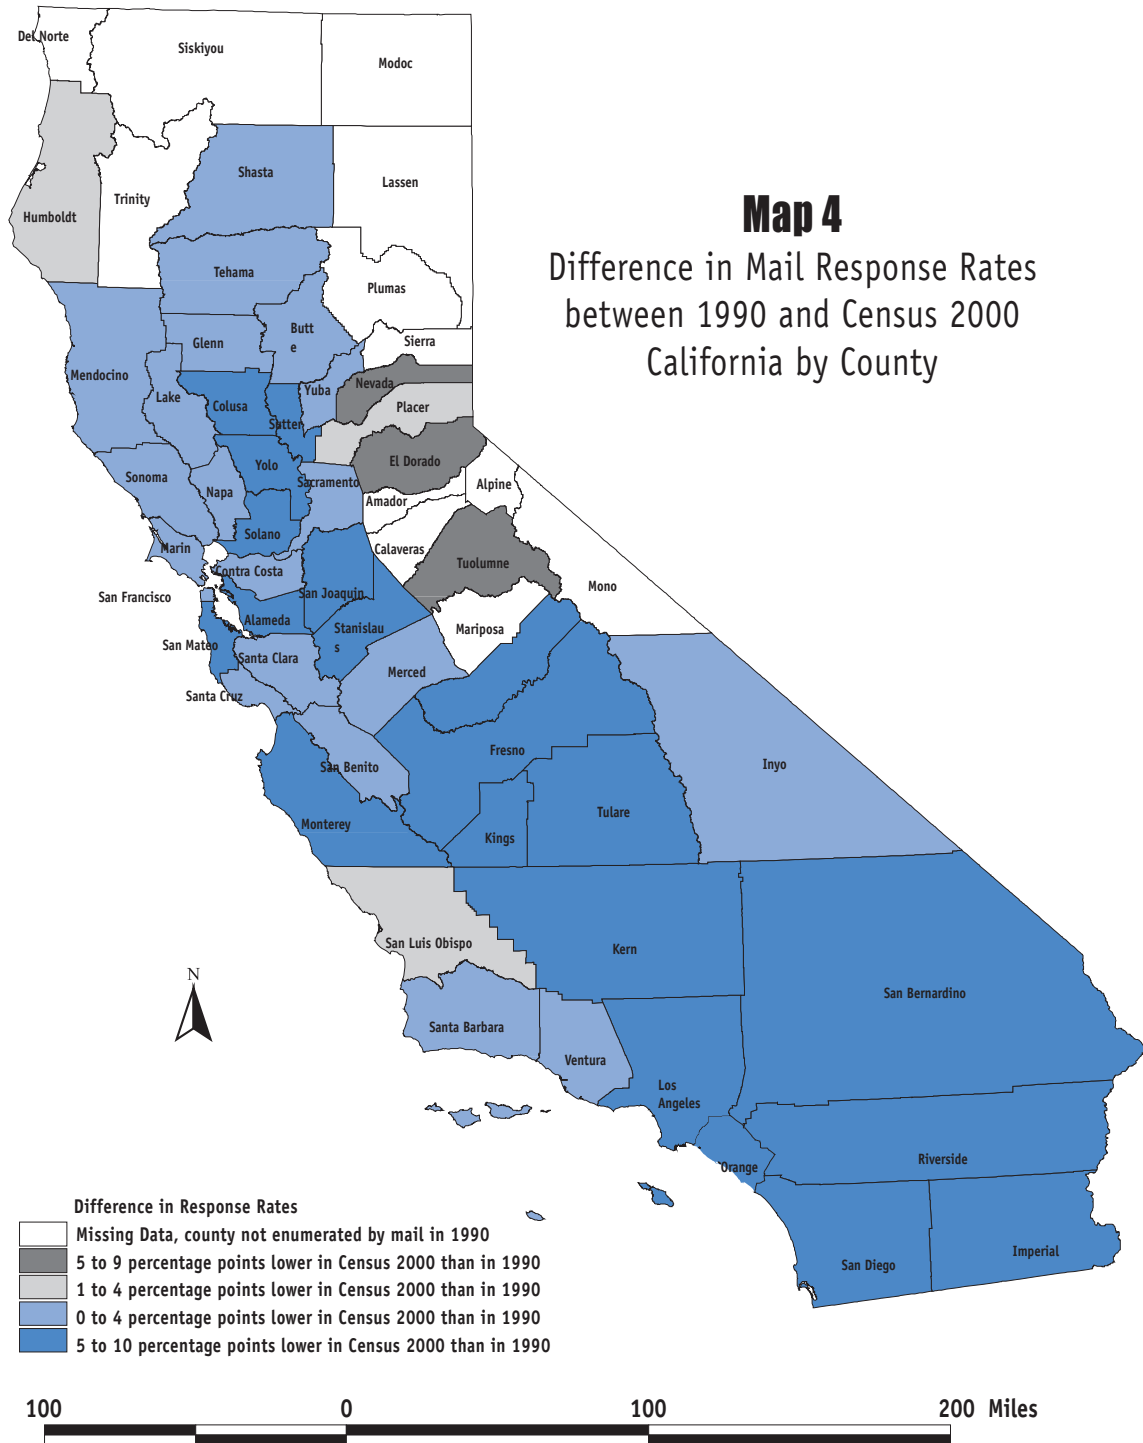 Del Norte
Siskiyou
Modoc
Shasta
Lassen
Trinity
Humboldt
Map 4
Difference in Mail Response Rates
between 1990 and Census 2000
California by County
Tehama
Plumas
Butt
e
Glenn
Sierra
Mendocino
Nevada
Yuba
Lake
Colusa
Placer
Sutter
Yolo
El Dorado
Sonoma
Napa
Sacramento
Alpine
Amador
Solano
Marin
Calaveras
Contra Costa
Tuolumne
Mono
San Francisco
San Joaquin
Alameda
Stanislau
s
Mariposa
San Mateo
Santa Clara
Merced
Santa Cruz
Fresno
San Benito
Inyo
Monterey
Kings
Tulare
San Luis Obispo
Kern
N
San Bernardino
Santa Barbara
Ventura
Los
Angeles
Orange
Riverside
San Diego
Imperial
Difference in Response Rates
Missing Data, county not enumerated by mail in 1990
5 to 9 percentage points lower in Census 2000 than in 1990
1 to 4 percentage points lower in Census 2000 than in 1990
0 to 4 percentage points lower in Census 2000 than in 1990
5 to 10 percentage points lower in Census 2000 than in 1990
100 0 100 200 Miles